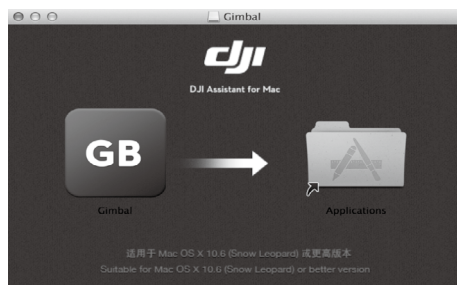 Gimbal
dji
DJI Assistant for Mac
GB
Gimbal
Applications
适用于 Mac OS X 10.6 (Snow Leopard) 或更高版本
Suitable for Mac OS X 10.6 (Snow Leopard) or better version